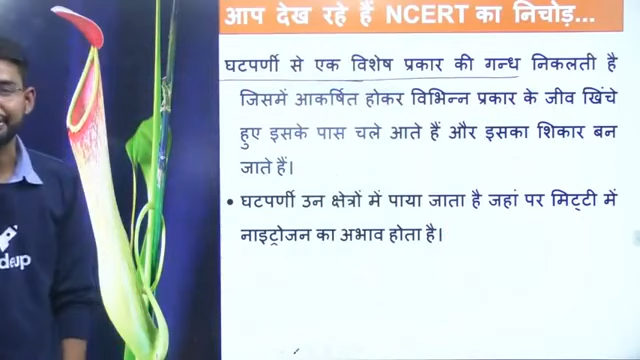 आप देख रहे हैं NCERT का निचोड़...
घटपर्णी से एक विशेष प्रकार की गन्ध निकलती है
जिसमें आकर्षित होकर विभिन्न प्रकार के जीव खिंचे
हुए इसके पास चले आते हैं और इसका शिकार बन
जाते हैं।
• घटपर्णी उन क्षेत्रों में पाया जाता है जहां पर मिट्टी में
नाइट्रोजन का अभाव होता है।